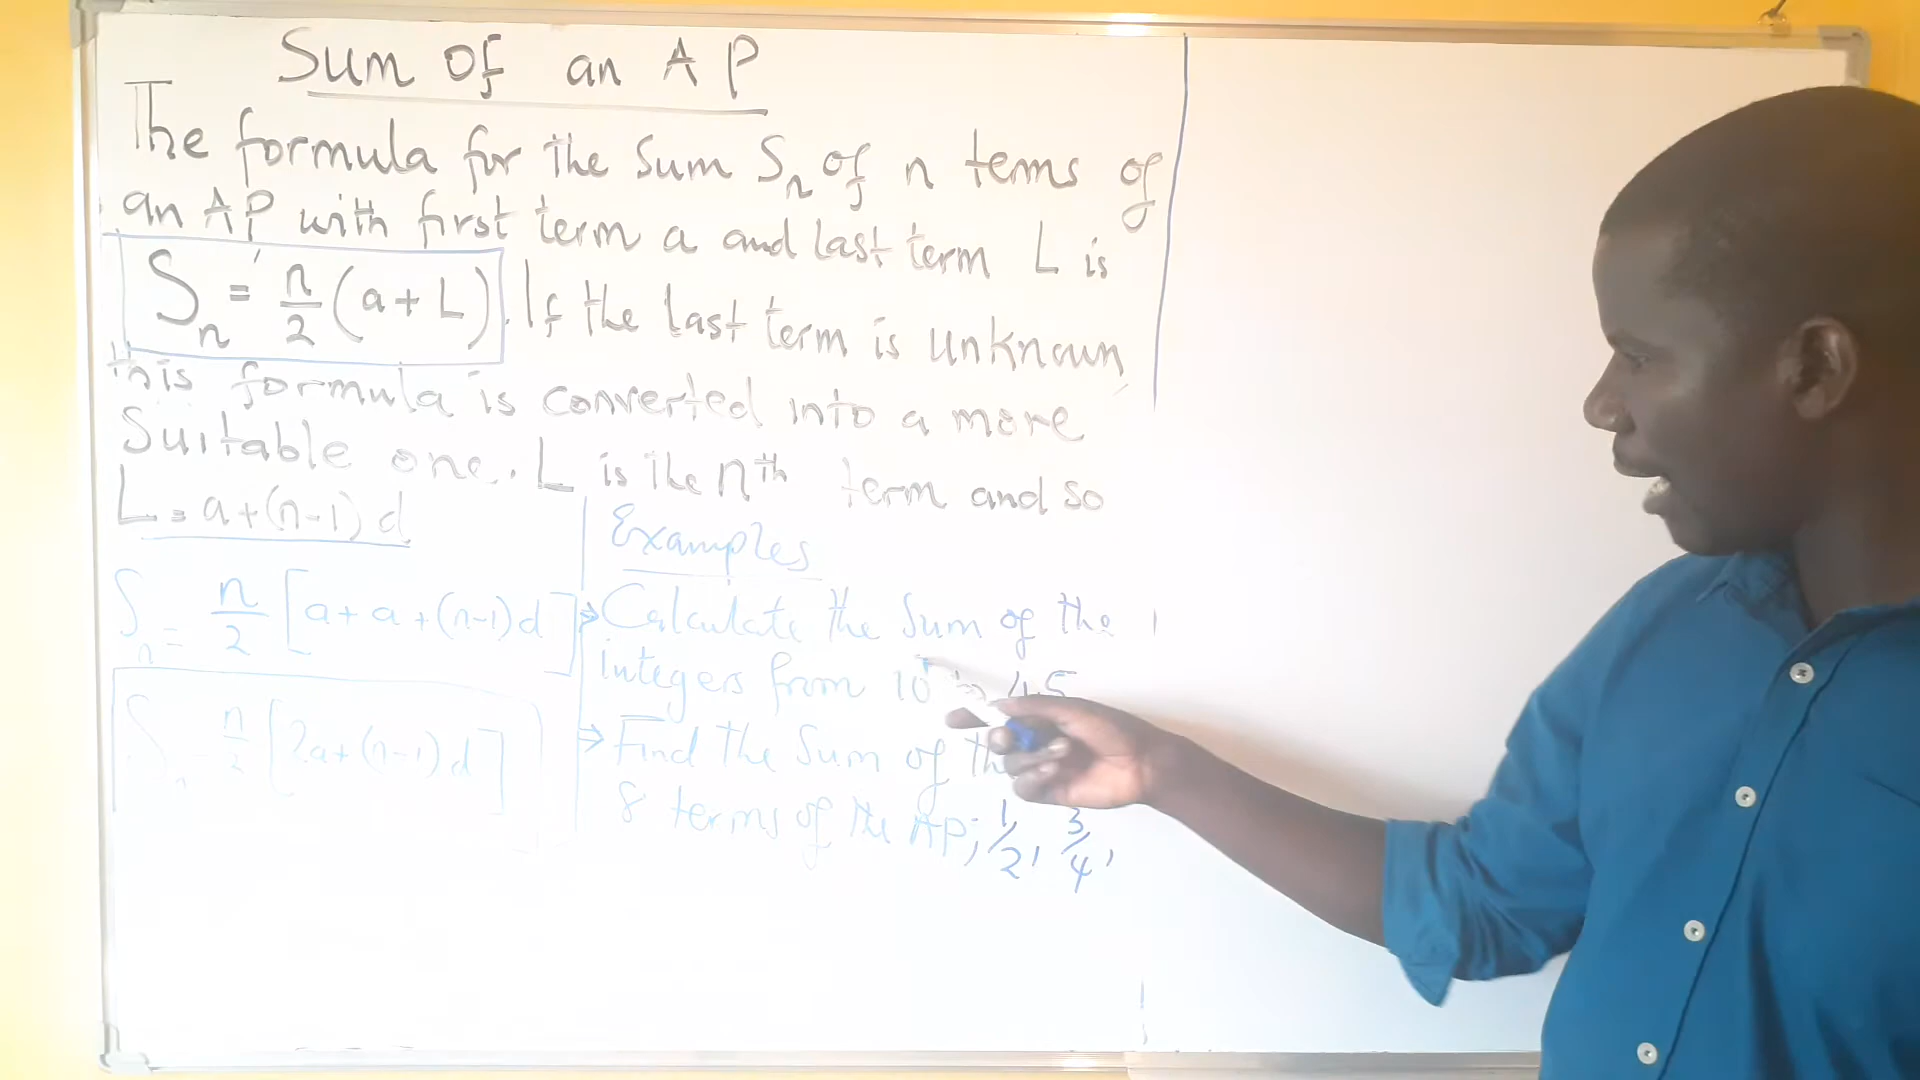 Sum of an AP
The formula for the sum Sn of n terms of
an AP with first term a and last term L is
Sn = n/2 (a + L). If the last term is unknown,
this formula is converted into a more
Suitable one. L is the nth term and so
L = a + (n-1) d
Examples
Sn = n/2 [a + a + (n-1)d]
Sn = n/2 [2a + (n-1) d]
→ Calculate the sum of the
integers from 10 to 45
→ Find the Sum of the
8 terms of the AP; 1/2, 3/4,